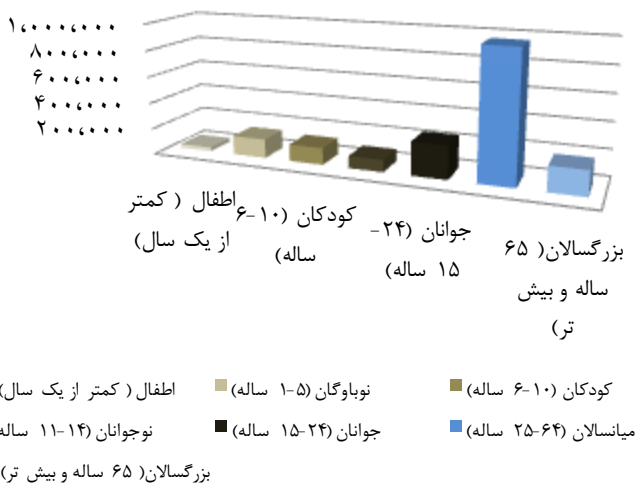 ۱،۰۰۰،۰۰۰
۸۰۰،۰۰۰
۶۰۰،۰۰۰
۴۰۰،۰۰۰
۲۰۰،۰۰۰
اطفال ( کمتر
از یک سال)
کودکان (۱۰-۶
ساله)
جوانان (۲۴-
۱۵ ساله)
بزرگسالان( ۶۵
ساله و بیش
تر)
اطفال ( کمتر از یک سال)
نوباوگان (۵-۱ ساله)
کودکان (۱۰-۶ ساله)
نوجوانان (۱۴-۱۱ ساله
جوانان (۲۴-۱۵ ساله)
میانسالان (۶۴-۲۵ ساله)
بزرگسالان( ۶۵ ساله و بیش تر)